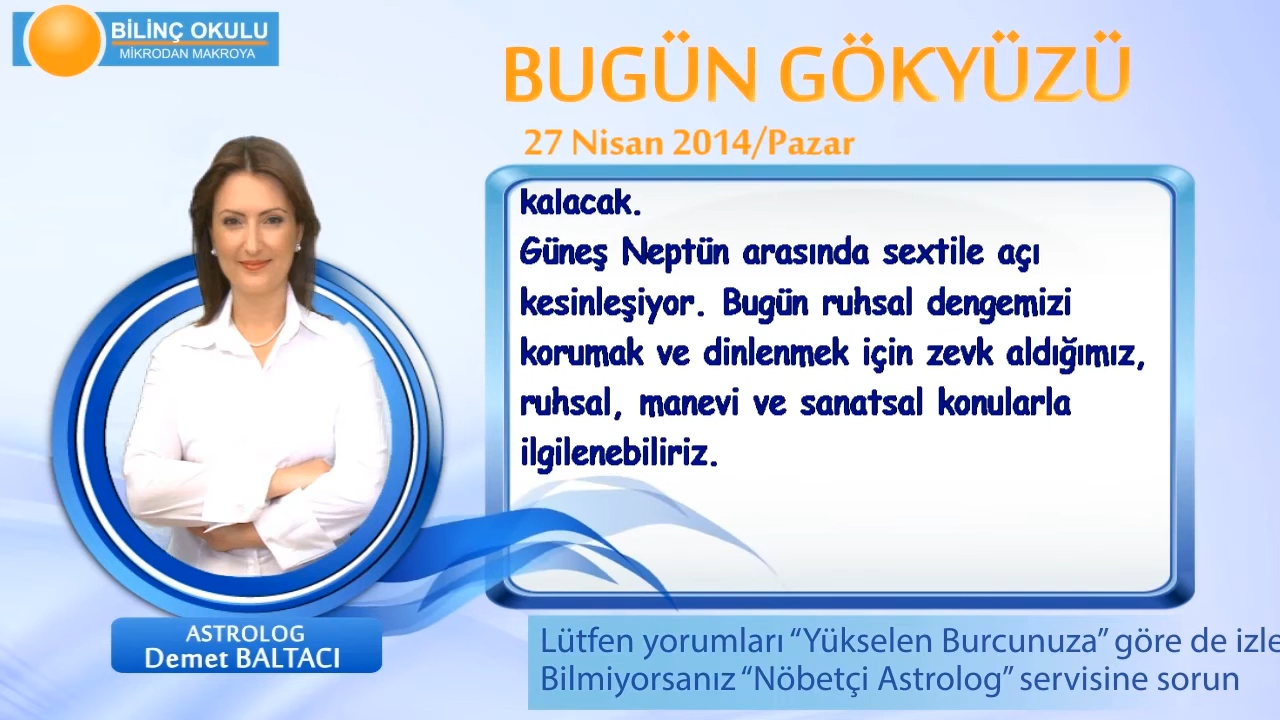 BİLİNÇ OKULU
MİKRODAN MAKROYA
BUGÜN GÖKYÜZÜ
27 Nisan 2014/Pazar
kalacak.
Güneş Neptün arasında sextile açı
kesinleşiyor. Bugün ruhsal dengemizi
korumak ve dinlenmek için zevk aldığımız,
ruhsal, manevi ve sanatsal konularla
ilgilenebiliriz.
ASTROLOG
Demet BALTACI
Lütfen yorumları “Yükselen Burcunuza” göre de izle
Bilmiyorsanız “Nöbetçi Astrolog” servisine sorun